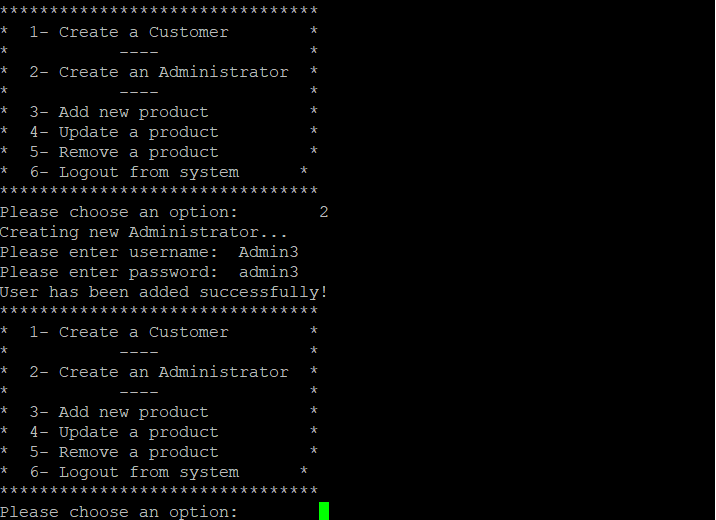 ********************************
*  1- Create a Customer        *
*           ----               *
*  2- Create an Administrator  *
*           ----               *
*  3- Add new product          *
*  4- Update a product         *
*  5- Remove a product         *
*  6- Logout from system      *
********************************
Please choose an option:        2
Creating new Administrator...
Please enter username:  Admin3
Please enter password:  admin3
User has been added successfully!
********************************
*  1- Create a Customer        *
*           ----               *
*  2- Create an Administrator  *
*           ----               *
*  3- Add new product          *
*  4- Update a product         *
*  5- Remove a product         *
*  6- Logout from system      *
********************************
Please choose an option: